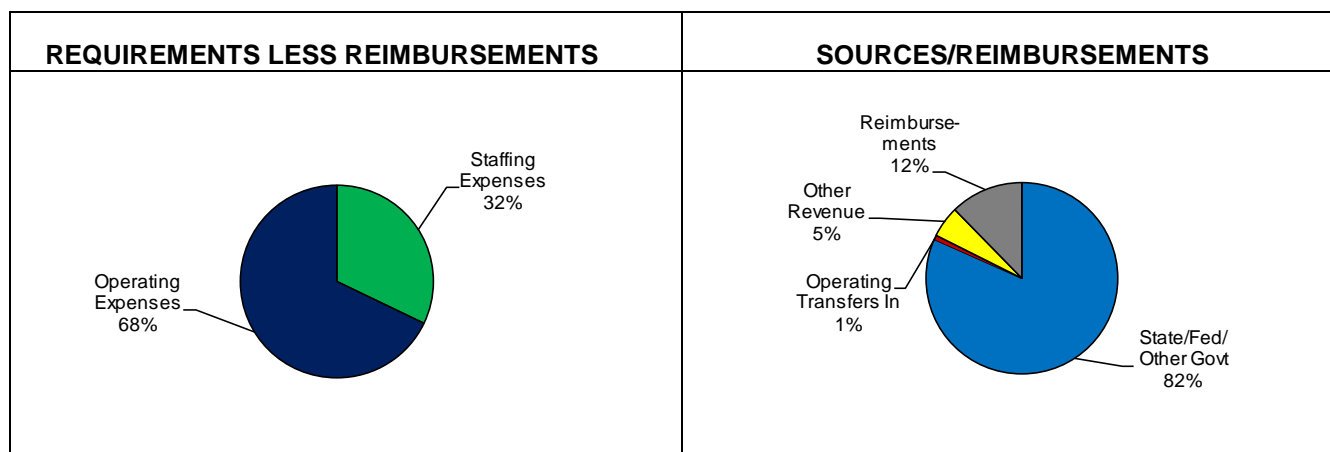 REQUIREMENTS LESS REIMBURSEMENTS
Staffing
Expenses
32%
Operating
Expenses
68%
SOURCES/REIMBURSEMENTS
Reimburse-
ments
12%
Other
Revenue
5%
Operating
Transfers In
1%
State/Fed/
Other Govt
82%